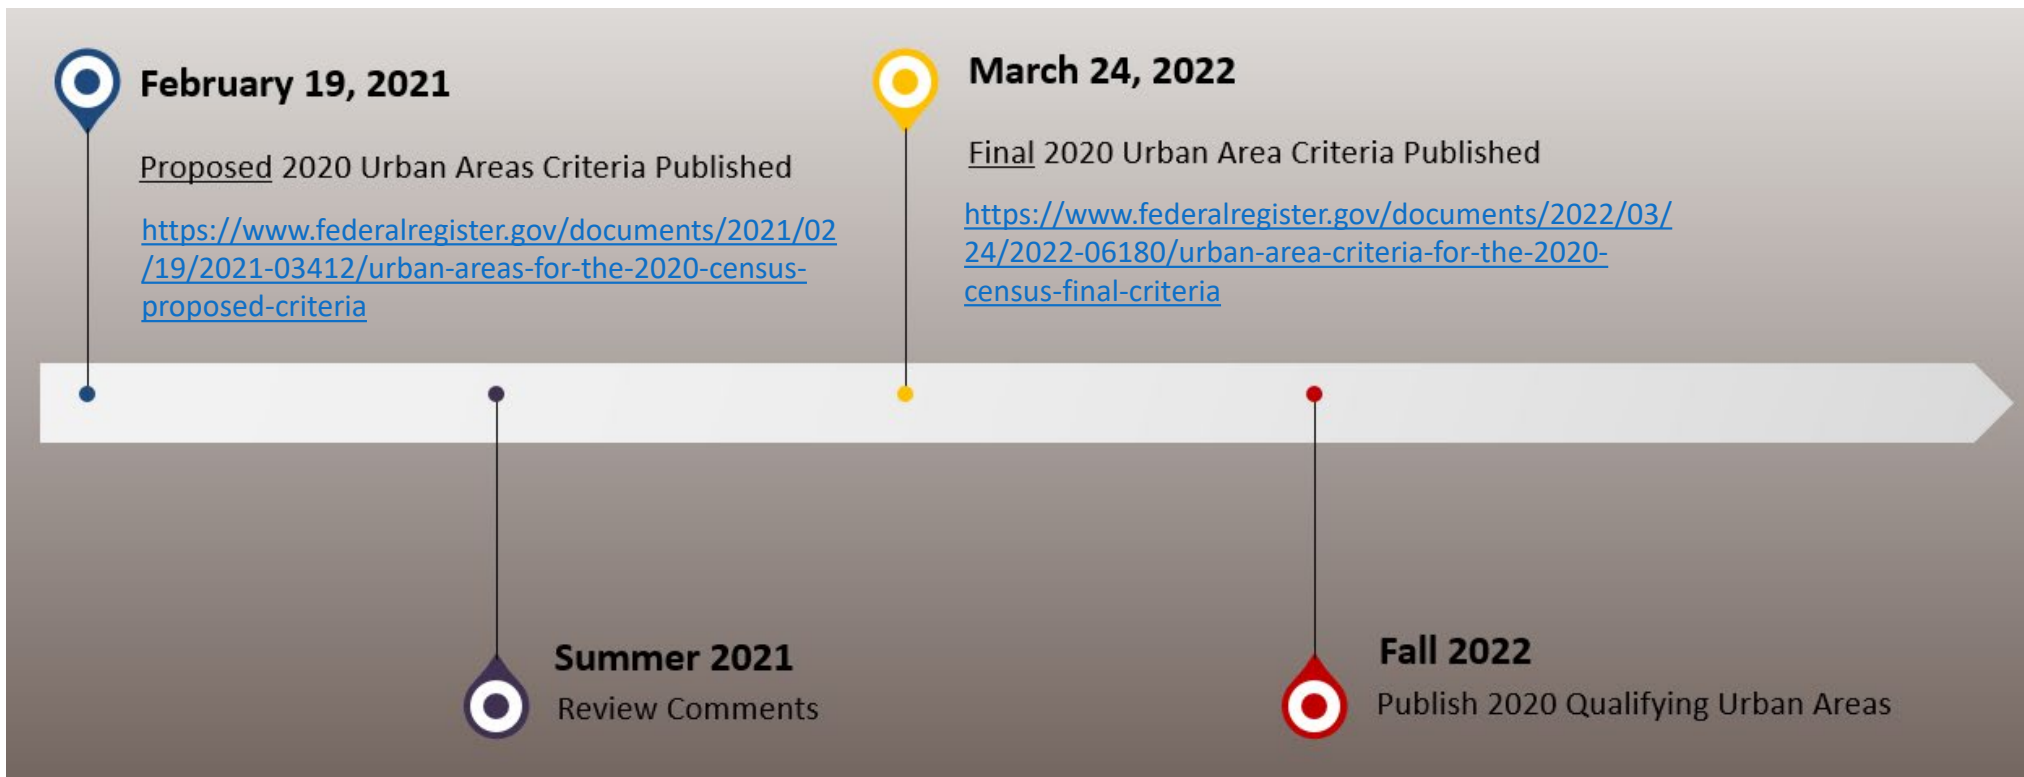 February 19, 2021
Proposed 2020 Urban Areas Criteria Published
https://www.federalregister.gov/documents/2021/02
/19/2021-03412/urban-areas-for-the-2020-census-
proposed-criteria
March 24, 2022
Final 2020 Urban Area Criteria Published
https://www.federalregister.gov/documents/2022/03/
24/2022-06180/urban-area-criteria-for-the-2020-
census-final-criteria
Summer 2021
Review Comments
Fall 2022
Publish 2020 Qualifying Urban Areas